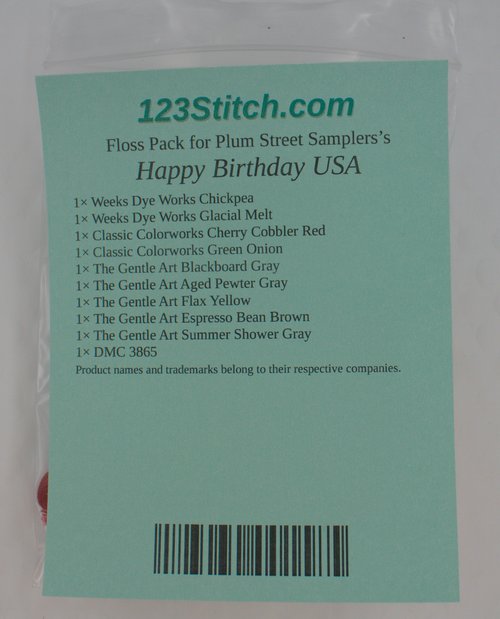 123Stitch.com
Floss Pack for Plum Street Samplers's
Happy Birthday USA
1× Weeks Dye Works Chickpea
1× Weeks Dye Works Glacial Melt
1× Classic Colorworks Cherry Cobbler Red
1× Classic Colorworks Green Onion
1× The Gentle Art Blackboard Gray
1× The Gentle Art Aged Pewter Gray
1× The Gentle Art Flax Yellow
1× The Gentle Art Espresso Bean Brown
1× The Gentle Art Summer Shower Gray
1× DMC 3865
Product names and trademarks belong to their respective companies.